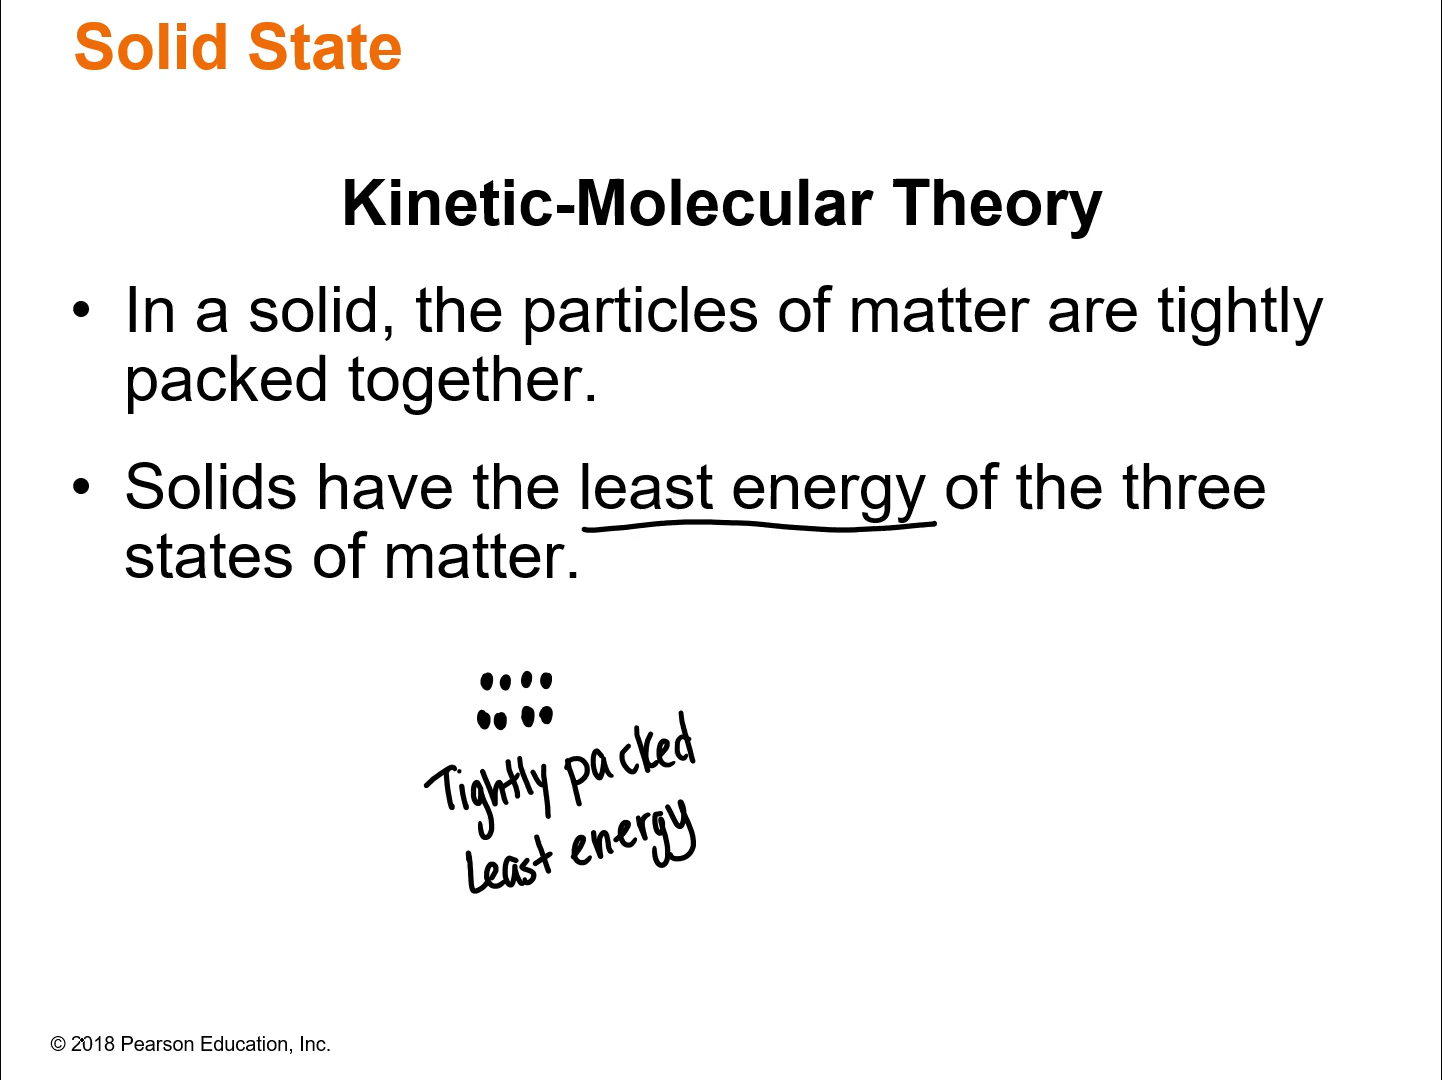 Solid State
Kinetic-Molecular Theory
• In a solid, the particles of matter are tightly
packed together.
• Solids have the least energy of the three
states of matter.
Tightly packed
Least energy
© 2018 Pearson Education, Inc.